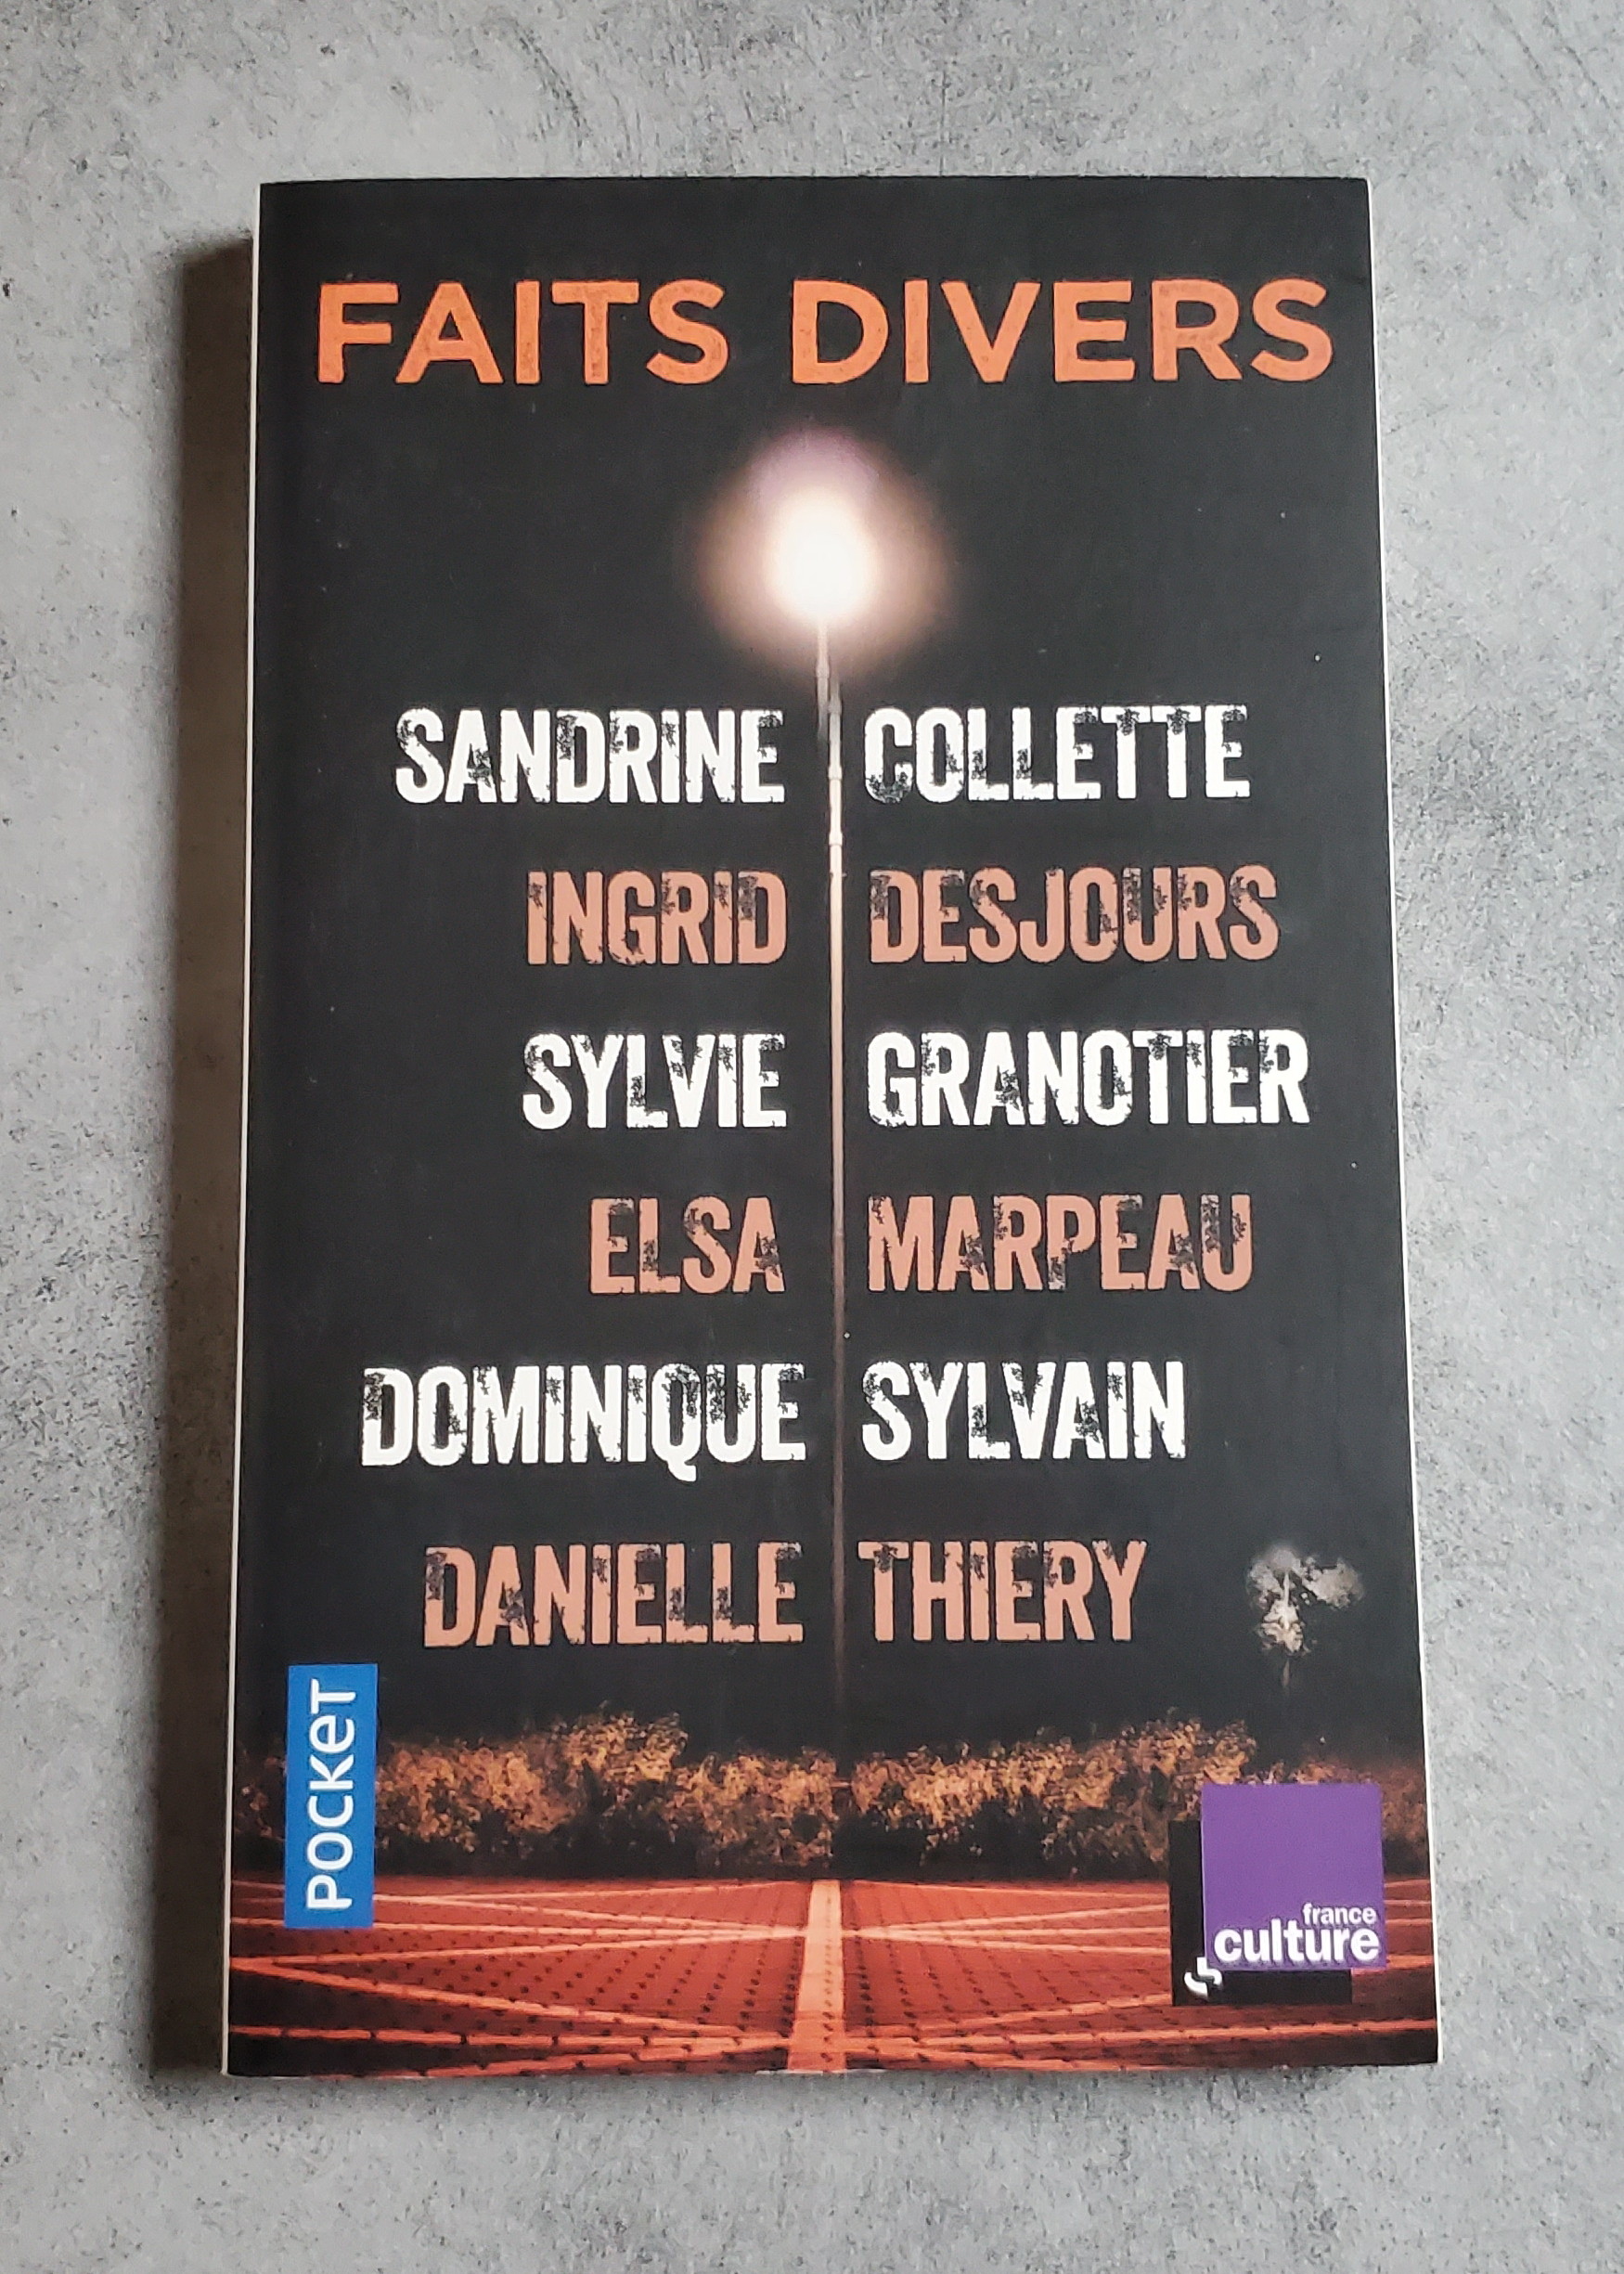 FAITS DIVERS
SANDRINE COLLETTE
INGRID DESJOURS
SYLVIE GRANOTIER
ELSA MARPEAU
DOMINIQUE SYLVAIN
DANIELLE THIERY
POCKET
france
culture